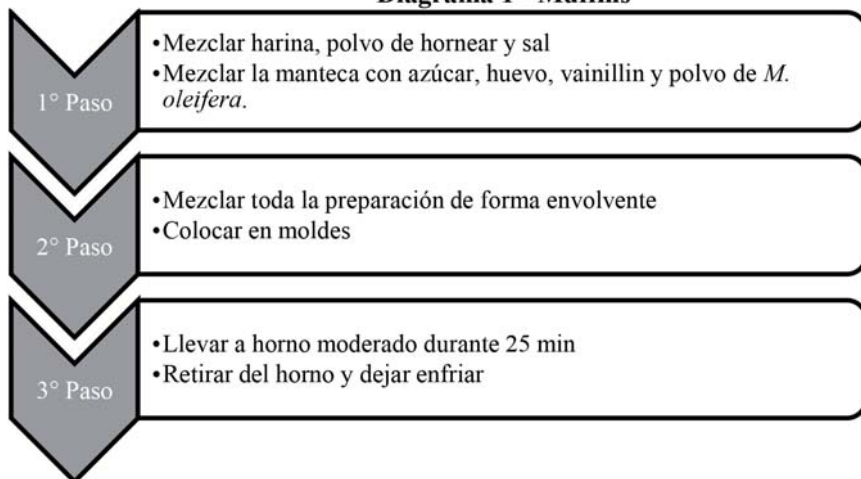 Diagrama 1 - Muffins
1° Paso
•Mezclar harina, polvo de hornear y sal
•Mezclar la manteca con azúcar, huevo, vainillin y polvo de M.
oleifera.
2° Paso
•Mezclar toda la preparación de forma envolvente
•Colocar en moldes
3° Paso
•Llevar a horno moderado durante 25 min
•Retirar del horno y dejar enfriar